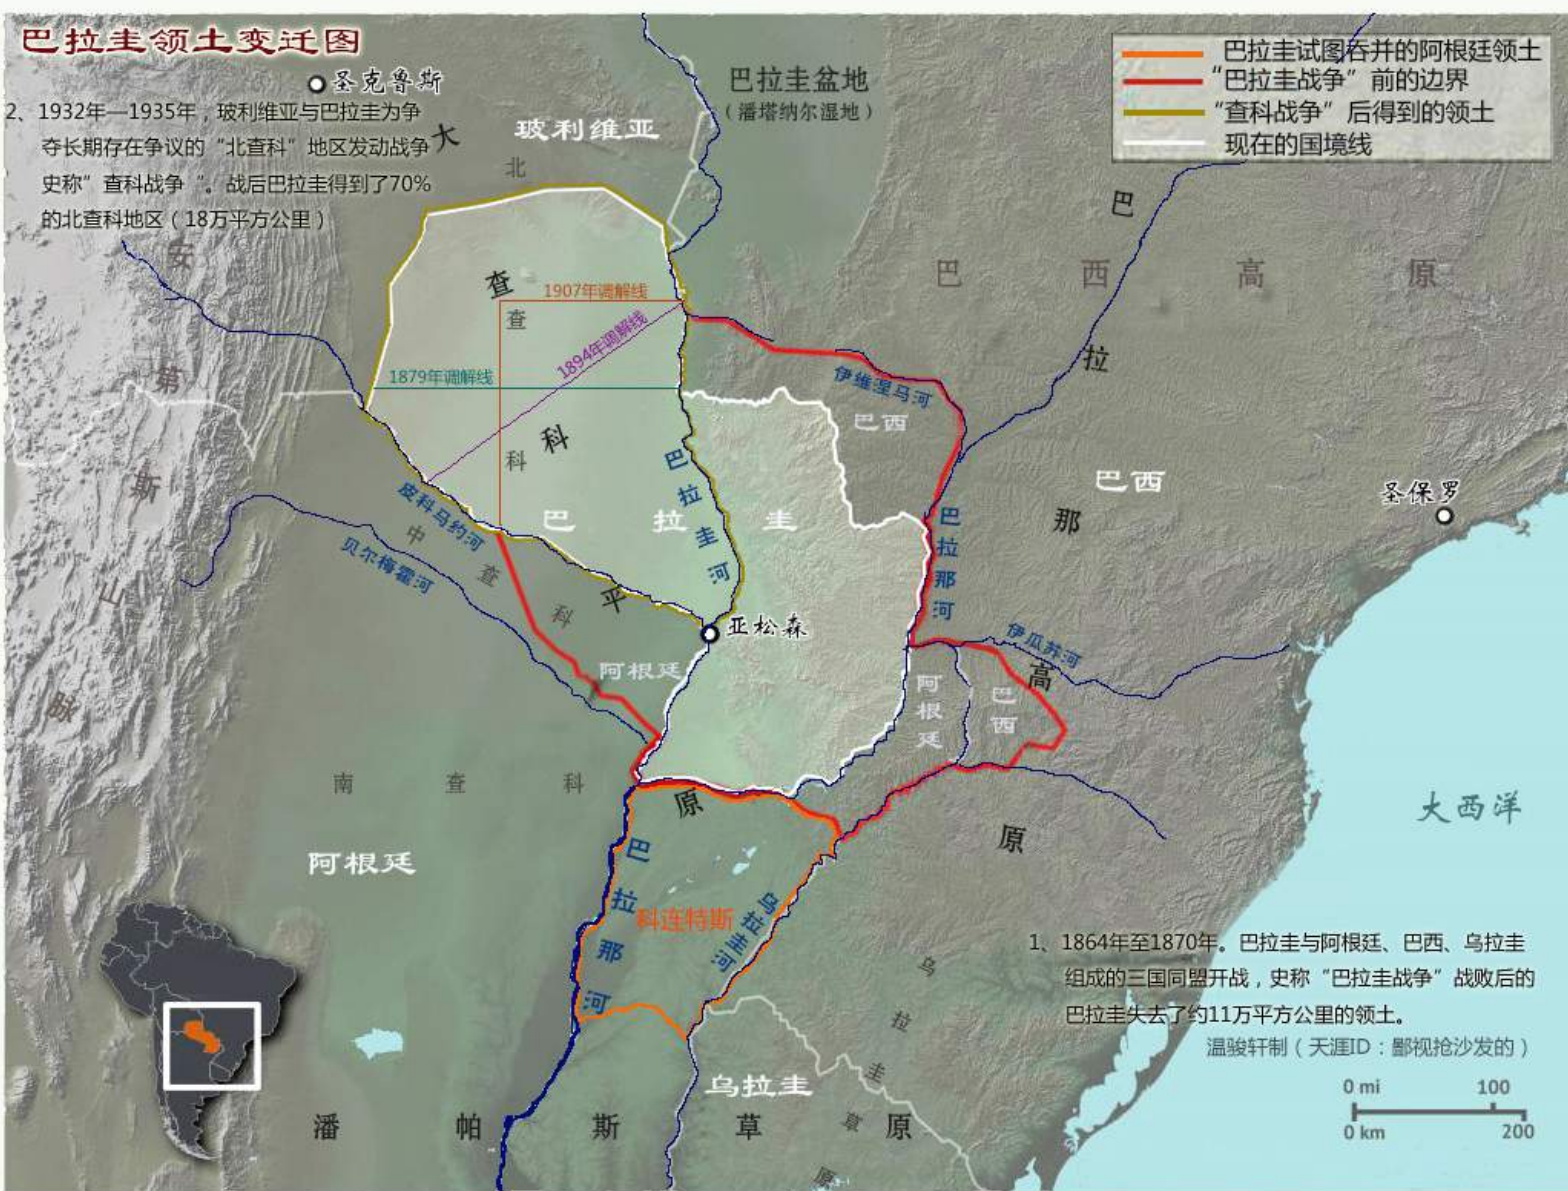 巴拉圭领土变迁图
圣克鲁斯
2、1932年—1935年，玻利维亚与巴拉圭为争
夺长期存在争议的“北查科”地区发动战争
史称”查科战争“。战后巴拉圭得到了70%
的北查科地区（18万平方公里）
巴拉圭试图吞并的阿根廷领土
“巴拉圭战争”前的边界
“查科战争”后得到的领土
现在的国境线
巴拉圭盆地
（潘塔纳尔湿地）
玻利维亚
大查科平原
北查科
安第斯山脉
巴西高原
巴拉那高原
1907年调解线
1894年调解线
1879年调解线
伊维涅马河
巴西
巴西
圣保罗
巴拉圭
巴拉圭河
巴拉那河
皮科马约河
贝尔梅霍河
中查科
亚松森
阿根廷
伊瓜苏河
阿根廷
巴西
南查科
阿根廷
大西洋
巴拉那河
科连特斯
乌拉圭河
1、1864年至1870年。巴拉圭与阿根廷、巴西、乌拉圭
组成的三国同盟开战，史称“巴拉圭战争”战败后的
巴拉圭失去了约11万平方公里的领土。
温骏轩制（天涯ID：鄙视抢沙发的）
乌拉圭
乌拉圭草原
潘帕斯草原
0 mi 100
0 km 200